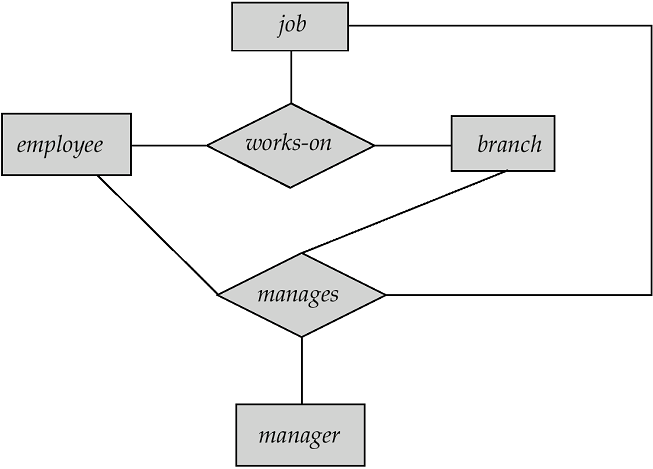 job
employee
works-on
branch
manages
manager